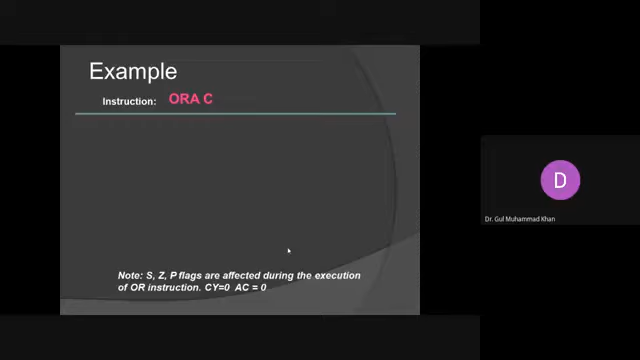 Example
Instruction: ORA C
Note: S, Z, P flags are affected during the execution
of OR instruction. CY=0 AC = 0
D
Dr. Gul Muhammad Khan